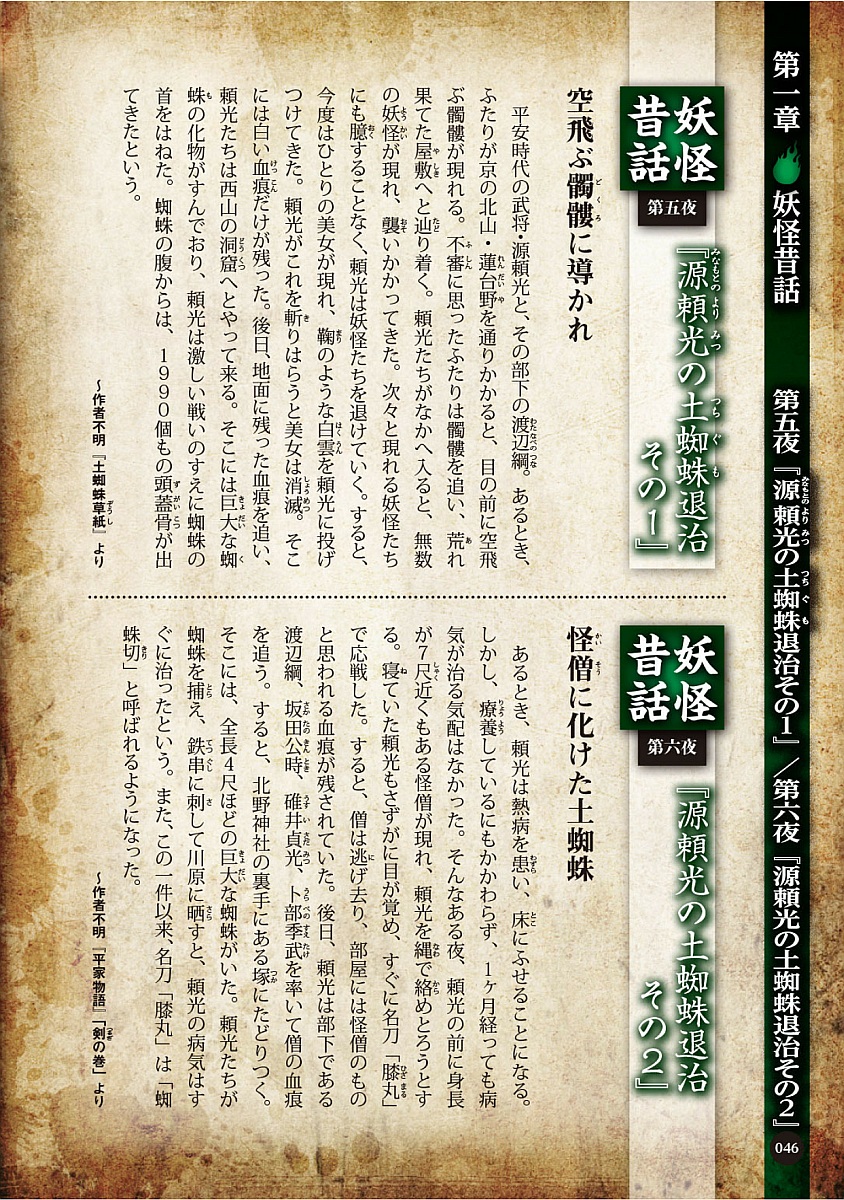 第一章 妖怪昔話 第五夜『源頼光の土蜘蛛退治その1』／第六夜『源頼光の土蜘蛛退治その2』 046
妖怪
昔話
第五夜
『源頼光の土蜘蛛退治
その1』
空飛ぶ髑髏に導かれ
平安時代の武将・源頼光と、その部下の渡辺綱。あるとき、
ふたりが京の北山・蓮台野を通りかかると、目の前に空飛
ぶ髑髏が現れる。不審に思ったふたりは髑髏を追い、荒れ
果てた屋敷へと辿り着く。頼光たちがなかへ入ると、無数
の妖怪が現れ、襲いかかってきた。次々と現れる妖怪たち
にも臆することなく、頼光は妖怪たちを退けていく。すると、
今度はひとりの美女が現れ、鞠のような白雲を頼光に投げ
つけてきた。頼光がこれを斬りはらうと美女は消滅。そこ
には白い血痕だけが残った。後日、地面に残った血痕を追い、
頼光たちは西山の洞窟へとやって来る。そこには巨大な蜘
蛛の化物がすんでおり、頼光は激しい戦いのすえに蜘蛛の
首をはねた。蜘蛛の腹からは、1990個もの頭蓋骨が出
てきたという。
～作者不明『土蜘蛛草紙』より
妖怪
昔話
第六夜
『源頼光の土蜘蛛退治
その2』
怪僧に化けた土蜘蛛
あるとき、頼光は熱病を患い、床にふせることになる。
しかし、療養しているにもかかわらず、1ヶ月経っても病
気が治る気配はなかった。そんなある夜、頼光の前に身長
が7尺近くもある怪僧が現れ、頼光を縄で絡めとろうとす
る。寝ていた頼光もさすがに目が覚め、すぐに名刀「膝丸」
で応戦した。すると、僧は逃げ去り、部屋には怪僧のもの
と思われる血痕が残されていた。後日、頼光は部下である
渡辺綱、坂田公時、碓井貞光、卜部季武を率いて僧の血痕
を追う。すると、北野神社の裏手にある塚にたどりつく。
そこには、全長4尺ほどの巨大な蜘蛛がいた。頼光たちが
蜘蛛を捕え、鉄串に刺して川原に晒すと、頼光の病気はす
ぐに治ったという。また、この一件以来、名刀「膝丸」は「蜘
蛛切」と呼ばれるようになった。
～作者不明『平家物語』「剣の巻」より